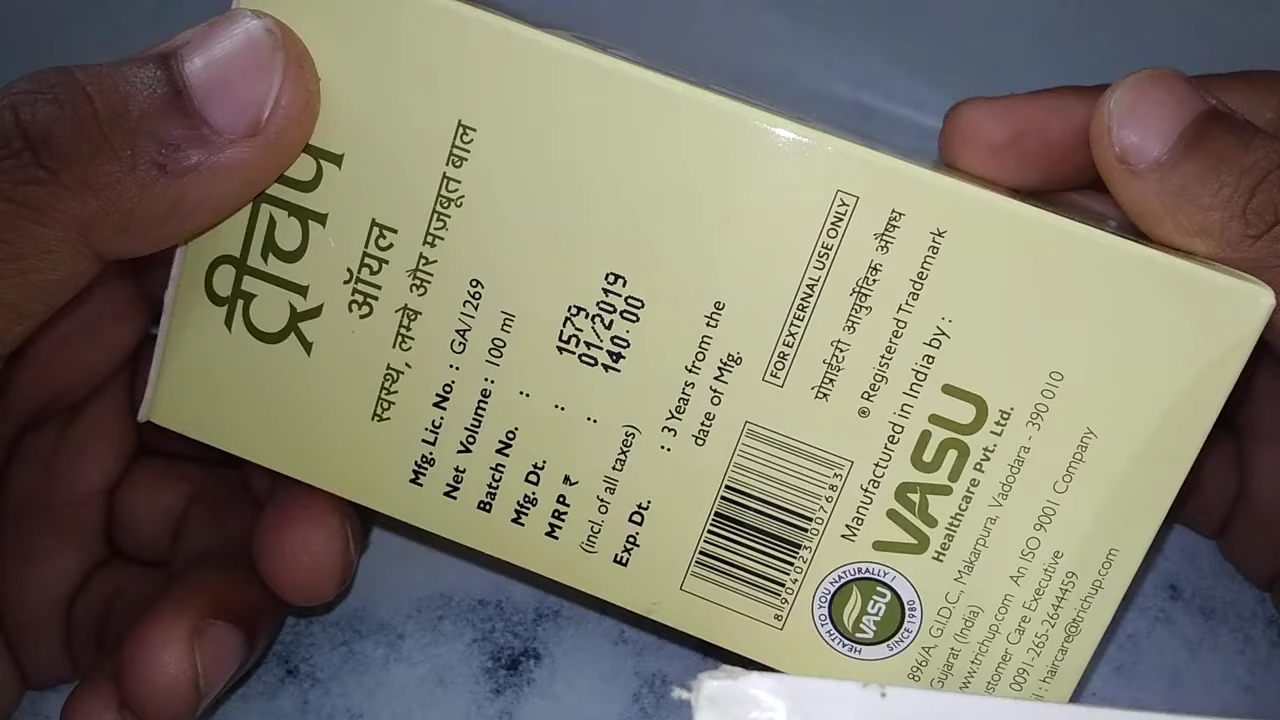 ट्रीचप
ऑयल
स्वस्थ, लम्बे और मज़बूत बाल
Mfg. Lic. No. : GA/1269
Net Volume : 100 ml
Batch No. : 1579
Mfg. Dt. : 01/2019
MRP ₹ : 140.00
(incl. of all taxes)
Exp. Dt. : 3 Years from the
date of Mfg.
FOR EXTERNAL USE ONLY
8 904023 007683
प्रोप्राईटरी आयुर्वेदिक औषध
® Registered Trademark
Manufactured in India by :
VASU
Healthcare Pvt. Ltd.
HEALTH TO YOU NATURALLY !
VASU
SINCE 1980
896/A, G.I.D.C., Makarpura, Vadodara - 390 010
Gujarat (India)
www.trichup.com An ISO 9001 Company
Customer Care Executive
0091-265-2644459
: haircare@trichup.com